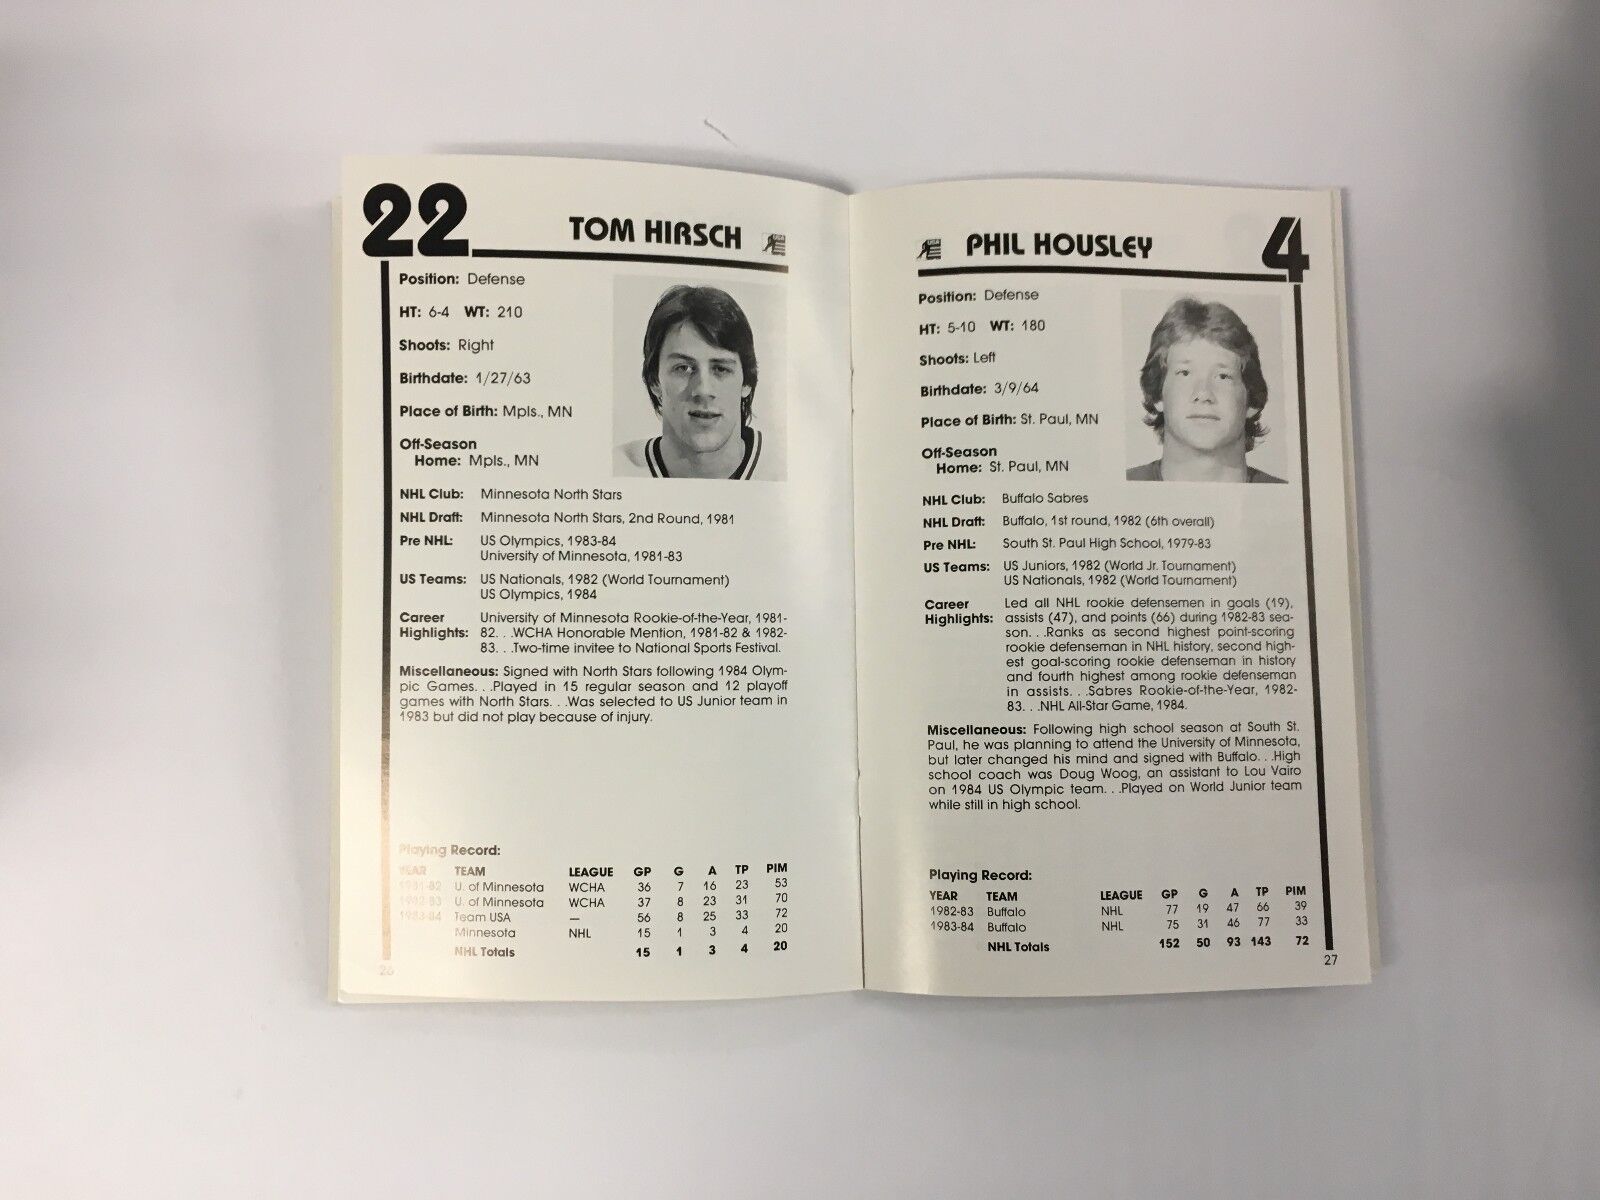 22
TOM HIRSCH
USA
Position: Defense
HT: 6-4 WT: 210
Shoots: Right
Birthdate: 1/27/63
Place of Birth: Mpls., MN
Off-Season
Home: Mpls., MN
NHL Club: Minnesota North Stars
NHL Draft: Minnesota North Stars, 2nd Round, 1981
Pre NHL: US Olympics, 1983-84
University of Minnesota, 1981-83
US Teams: US Nationals, 1982 (World Tournament)
US Olympics, 1984
Career University of Minnesota Rookie-of-the-Year, 1981-
Highlights: 82. . .WCHA Honorable Mention, 1981-82 & 1982-
83. . .Two-time invitee to National Sports Festival.
Miscellaneous: Signed with North Stars following 1984 Olym-
pic Games. . .Played in 15 regular season and 12 playoff
games with North Stars. . .Was selected to US Junior team in
1983 but did not play because of injury.
Playing Record:
YEAR TEAM LEAGUE GP G A TP PIM
1981-82 U. of Minnesota WCHA 36 7 16 23 53
1982-83 U. of Minnesota WCHA 37 8 23 31 70
1983-84 Team USA — 56 8 25 33 72
Minnesota NHL 15 1 3 4 20
NHL Totals 15 1 3 4 20
26
USA
PHIL HOUSLEY
4
Position: Defense
HT: 5-10 WT: 180
Shoots: Left
Birthdate: 3/9/64
Place of Birth: St. Paul, MN
Off-Season
Home: St. Paul, MN
NHL Club: Buffalo Sabres
NHL Draft: Buffalo, 1st round, 1982 (6th overall)
Pre NHL: South St. Paul High School, 1979-83
US Teams: US Juniors, 1982 (World Jr. Tournament)
US Nationals, 1982 (World Tournament)
Career Led all NHL rookie defensemen in goals (19),
Highlights: assists (47), and points (66) during 1982-83 sea-
son. . .Ranks as second highest point-scoring
rookie defenseman in NHL history, second high-
est goal-scoring rookie defenseman in history
and fourth highest among rookie defenseman
in assists. . .Sabres Rookie-of-the-Year, 1982-
83. . .NHL All-Star Game, 1984.
Miscellaneous: Following high school season at South St.
Paul, he was planning to attend the University of Minnesota,
but later changed his mind and signed with Buffalo. . .High
school coach was Doug Woog, an assistant to Lou Vairo
on 1984 US Olympic team. . .Played on World Junior team
while still in high school.
Playing Record:
YEAR TEAM LEAGUE GP G A TP PIM
1982-83 Buffalo NHL 77 19 47 66 39
1983-84 Buffalo NHL 75 31 46 77 33
NHL Totals 152 50 93 143 72
27